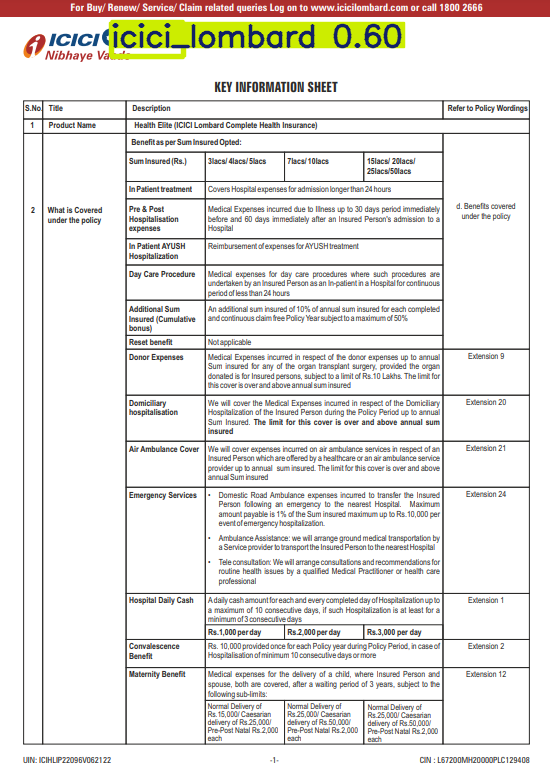 For Buy/ Renew/ Service/ Claim related queries Log on to www.icicilombard.com or call 1800 2666
ICICI
icici_lombard 0.60
Nibhaye Vaade
KEY INFORMATION SHEET
S.No. Title Description Refer to Policy Wordings
1 Product Name Health Elite (ICICI Lombard Complete Health Insurance)
2 What is Covered
under the policy
Benefit as per Sum Insured Opted:
d. Benefits covered
under the policy
Sum Insured (Rs.) 3lacs/ 4lacs/ 5lacs 7lacs/ 10lacs 15lacs/ 20lacs/
25lacs/50lacs
In Patient treatment Covers Hospital expenses for admission longer than 24 hours
Pre & Post
Hospitalisation
expenses
Medical Expenses incurred due to Illness up to 30 days period immediately
before and 60 days immediately after an Insured Person's admission to a
Hospital
In Patient AYUSH
Hospitalization
Reimbursement of expenses for AYUSH treatment
Day Care Procedure
Medical expenses for day care procedures where such procedures are
undertaken by an Insured Person as an In-patient in a Hospital for continuous
period of less than 24 hours
Additional Sum
Insured (Cumulative
bonus)
An additional sum insured of 10% of annual sum insured for each completed
and continuous claim free Policy Year subject to a maximum of 50%
Reset benefit Not applicable
Donor Expenses
Medical Expenses incurred in respect of the donor expenses up to annual
Sum insured for any of the organ transplant surgery, provided the organ
donated is for Insured persons, subject to a limit of Rs.10 Lakhs. The limit for
this cover is over and above annual sum insured
Extension 9
Domiciliary
hospitalisation
We will cover the Medical Expenses incurred in respect of the Domiciliary
Hospitalization of the Insured Person during the Policy Period up to annual
Sum Insured. The limit for this cover is over and above annual sum
insured
Extension 20
Air Ambulance Cover
We will cover expenses incurred on air ambulance services in respect of an
Insured Person which are offered by a healthcare or an air ambulance service
provider up to annual sum insured. The limit for this cover is over and above
annual Sum insured
Extension 21
Emergency Services
• Domestic Road Ambulance expenses incurred to transfer the Insured
Person following an emergency to the nearest Hospital. Maximum
amount payable is 1% of the Sum insured maximum up to Rs.10,000 per
event of emergency hospitalization.
• Ambulance Assistance: we will arrange ground medical transportation by
a Service provider to transport the Insured Person to the nearest Hospital
• Tele consultation: We will arrange consultations and recommendations for
routine health issues by a qualified Medical Practitioner or health care
professional
Extension 24
Hospital Daily Cash
A daily cash amount for each and every completed day of Hospitalization up to
a maximum of 10 consecutive days, if such Hospitalization is at least for a
minimum of 3 consecutive days
Extension 1
Rs.1,000 per day Rs.2,000 per day Rs.3,000 per day
Convalescence
Benefit
Rs. 10,000 provided once for each Policy year during Policy Period, in case of
Hospitalisation of minimum 10 consecutive days or more
Extension 2
Maternity Benefit
Medical expenses for the delivery of a child, where Insured Person and
spouse, both are covered, after a waiting period of 3 years, subject to the
following sub-limits:
Extension 12
Normal Delivery of
Rs.15,000/ Caesarian
delivery of Rs.25,000/
Pre-Post Natal Rs.2,000
each
Normal Delivery of
Rs.25,000/ Caesarian
delivery of Rs.50,000/
Pre-Post Natal Rs.2,000
each
Normal Delivery of
Rs.25,000/ Caesarian
delivery of Rs.50,000/
Pre-Post Natal Rs.2,000
each
UIN: ICIHLIP22096V062122 -1- CIN : L67200MH20000PLC129408